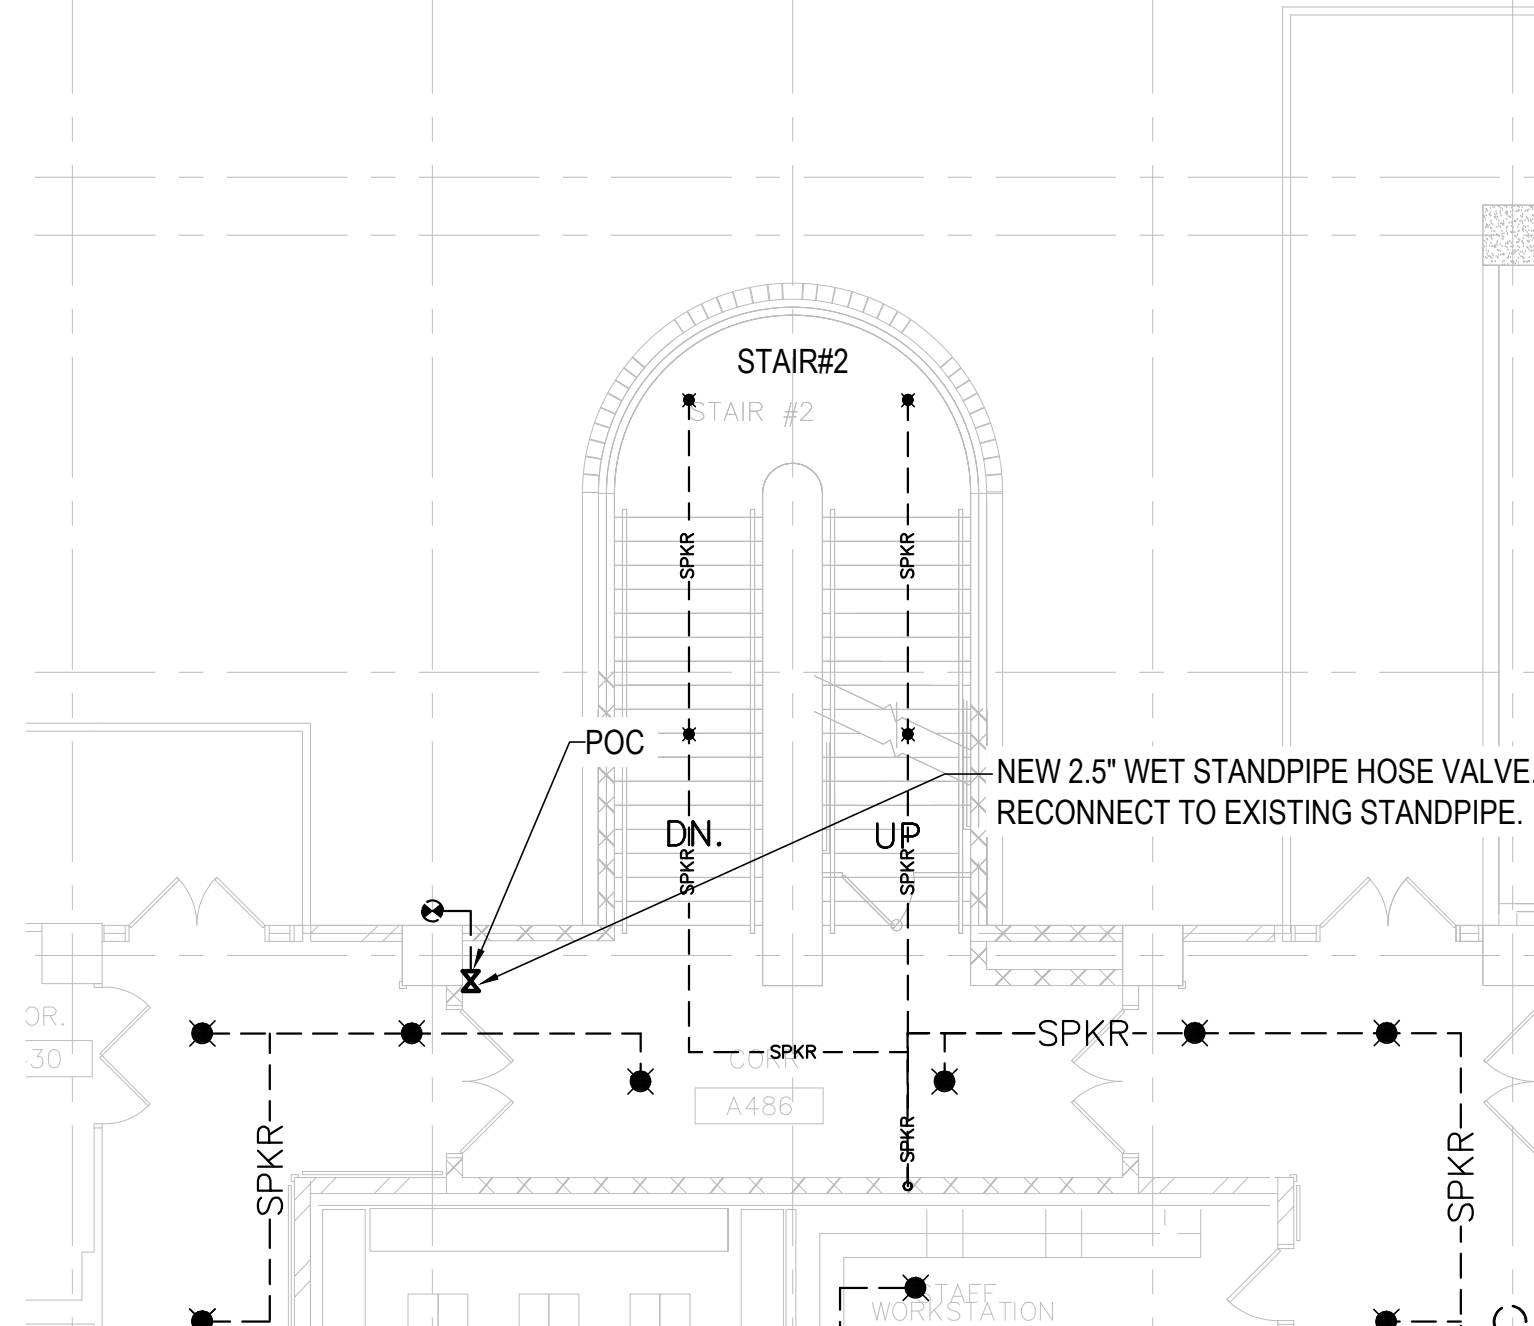 STAIR#2
STAIR #2
SPKR
SPKR
POC
NEW 2.5" WET STANDPIPE HOSE VALVE.
RECONNECT TO EXISTING STANDPIPE.
DN.
UP
SPKR
SPKR
OR.
30
SPKR
SPKR
CORR
A486
SPKR
SPKR
SPKR
STAFF
WORKSTATION